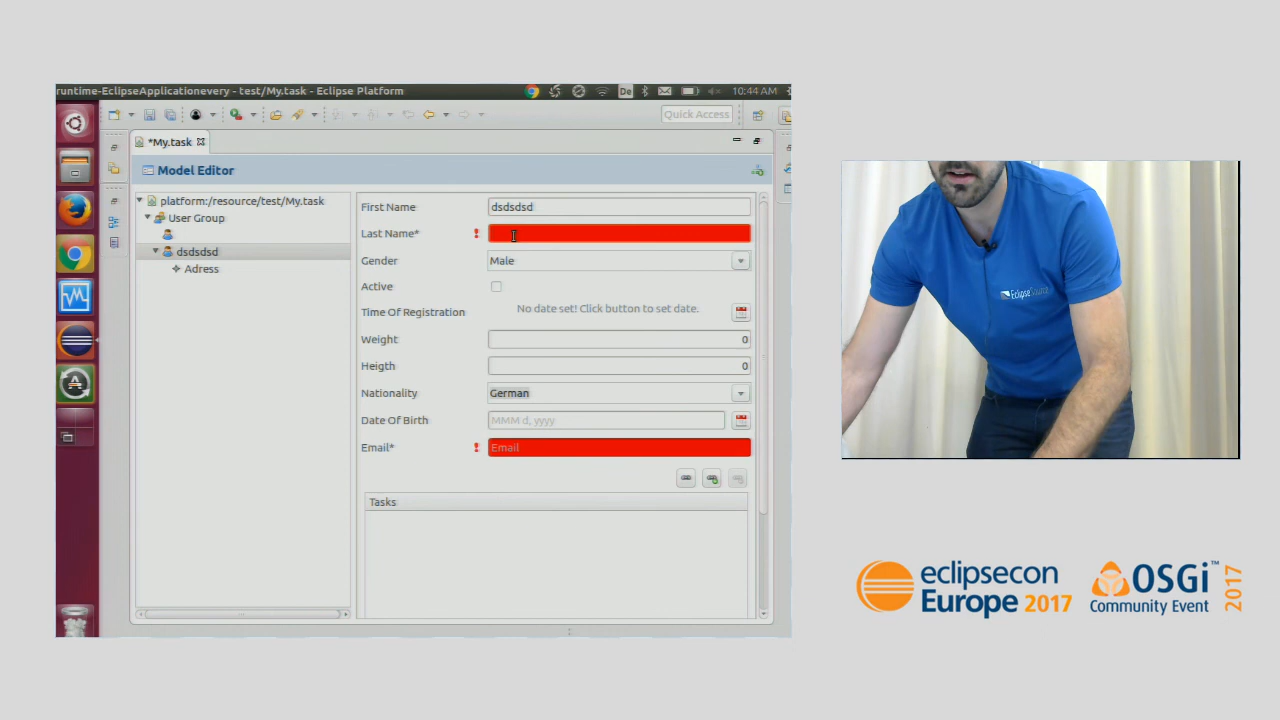 runtime-EclipseApplicationevery - test/My.task - Eclipse Platform
De
10:44 AM
Quick Access
*My.task
Model Editor
platform:/resource/test/My.task
User Group
dsdsdsd
Adress
First Name
dsdsdsd
Last Name*
Gender
Male
Active
Time Of Registration
No date set! Click button to set date.
Weight
0
Heigth
0
Nationality
German
Date Of Birth
MMM d, yyyy
Email*
Email
Tasks
EclipseSource
eclipsecon
Europe 2017
OSGi™
Community Event
2017